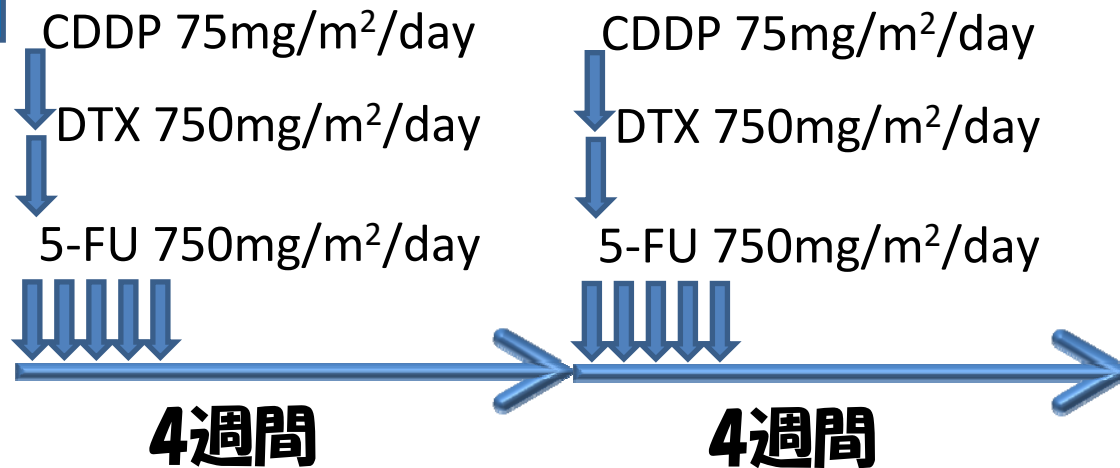 CDDP 75mg/m²/day CDDP 75mg/m²/day
DTX 750mg/m²/day DTX 750mg/m²/day
5-FU 750mg/m²/day 5-FU 750mg/m²/day
4週間 4週間